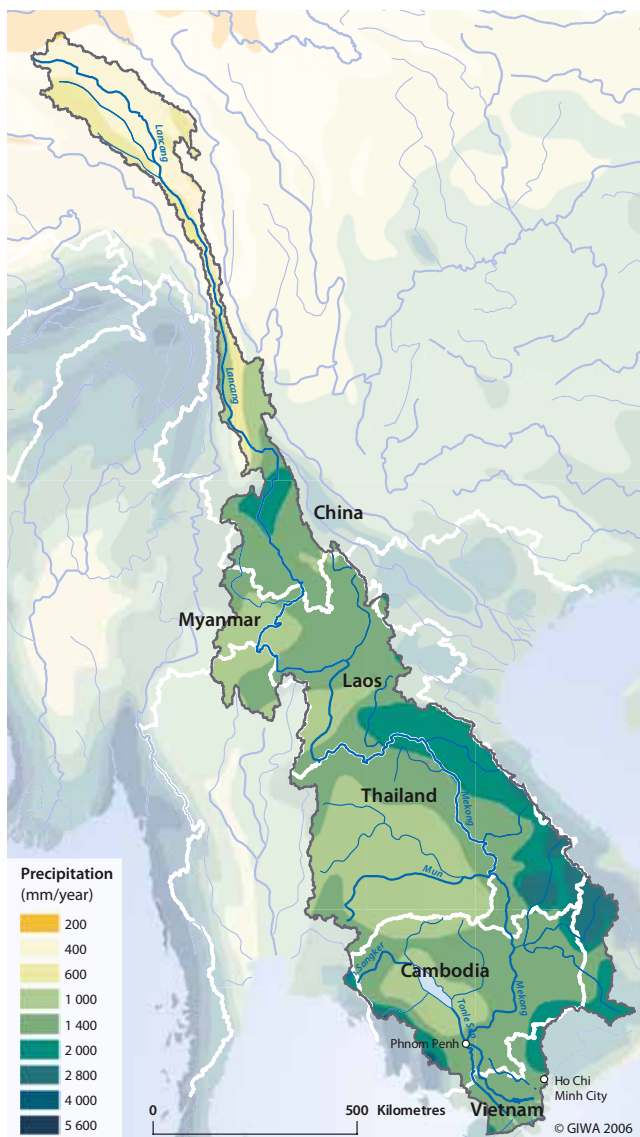 Lancang
Lancang
China
Myanmar
Laos
Thailand
Mekong
Mun
Sangker
Cambodia
Tonle Sap
Mekong
Phnom Penh
Ho Chi
Minh City
Vietnam
Precipitation
(mm/year)
200
400
600
1 000
1 400
2 000
2 800
4 000
5 600
0 500 Kilometres
© GIWA 2006